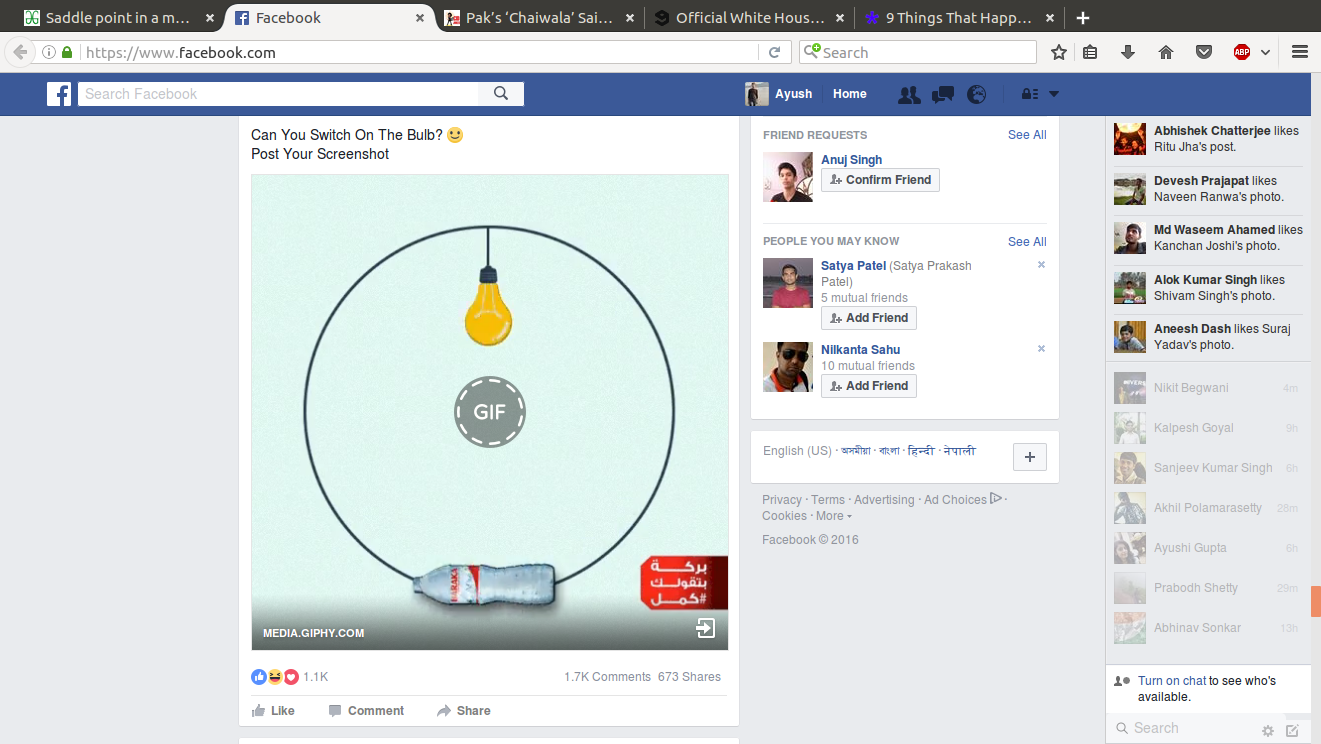 Saddle point in a m...
Facebook
Pak's ‘Chaiwala’ Sai...
Official White Hous...
9 Things That Happ...
https://www.facebook.com
Search
ABP
Search Facebook
Ayush
Home
Can You Switch On The Bulb?
Post Your Screenshot
GIF
BARAKA
بركة
بتقولك
#كمل
MEDIA.GIPHY.COM
1.1K
1.7K Comments 673 Shares
Like
Comment
Share
FRIEND REQUESTS
See All
Anuj Singh
Confirm Friend
PEOPLE YOU MAY KNOW
See All
Satya Patel (Satya Prakash
Patel)
5 mutual friends
Add Friend
Nilkanta Sahu
10 mutual friends
Add Friend
English (US) · অসমীয়া · বাংলা · हिन्दी · नेपाली
Privacy · Terms · Advertising · Ad Choices ·
Cookies · More
Facebook © 2016
Abhishek Chatterjee likes
Ritu Jha's post.
Devesh Prajapat likes
Naveen Ranwa's photo.
Md Waseem Ahamed likes
Kanchan Joshi's photo.
Alok Kumar Singh likes
Shivam Singh's photo.
Aneesh Dash likes Suraj
Yadav's photo.
Nikit Begwani 4m
Kalpesh Goyal 9h
Sanjeev Kumar Singh 6h
Akhil Polamarasetty 28m
Ayushi Gupta 6h
Prabodh Shetty 29m
Abhinav Sonkar 13h
Turn on chat to see who's
available.
Search